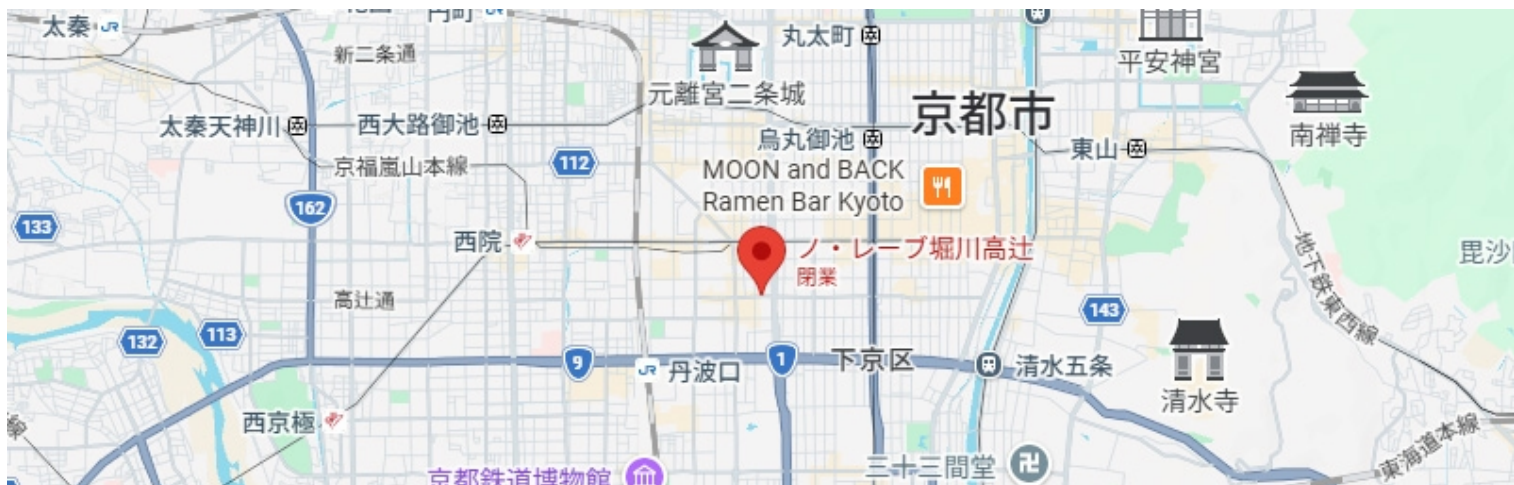 太秦
JR
円町
JR
丸太町
平安神宮
新二条通
元離宮二条城
京都市
南禅寺
太秦天神川
西大路御池
烏丸御池
東山
京福嵐山本線
112
MOON and BACK
Ramen Bar Kyoto
162
133
西院
ノ・レーブ堀川高辻
閉業
地下鉄東西線
毘沙
高辻通
143
132
113
9
JR
丹波口
1
下京区
清水五条
清水寺
西京極
東海道本線
京都鉄道博物館
三十三間堂